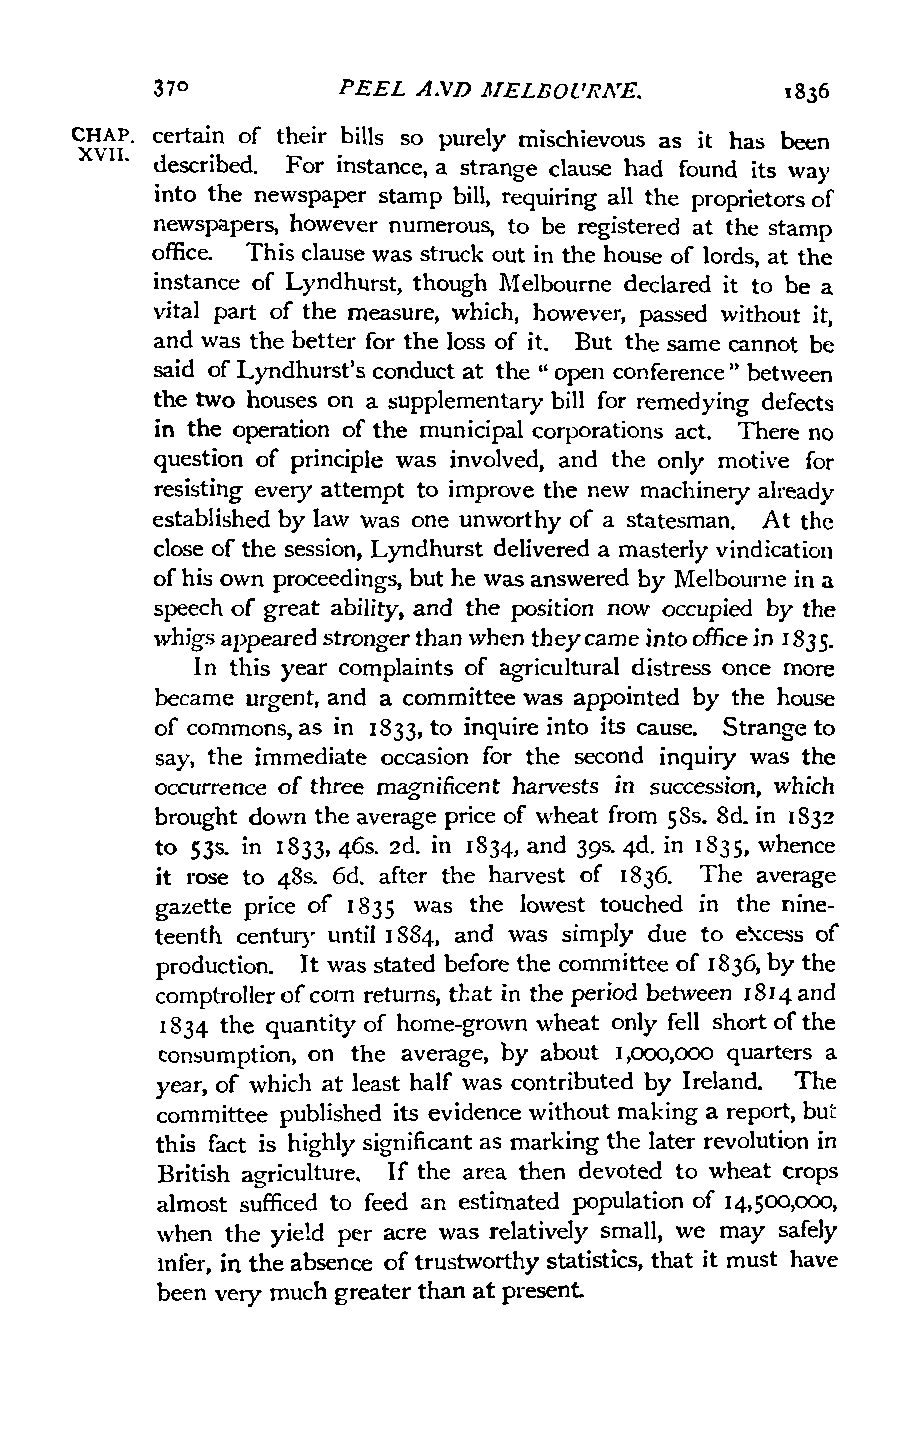 370 PEEL AND MELBOURNE. 1836
CHAP. XVII.
certain of their bills so purely mischievous as it has been
described. For instance, a strange clause had found its way
into the newspaper stamp bill, requiring all the proprietors of
newspapers, however numerous, to be registered at the stamp
office. This clause was struck out in the house of lords, at the
instance of Lyndhurst, though Melbourne declared it to be a
vital part of the measure, which, however, passed without it,
and was the better for the loss of it. But the same cannot be
said of Lyndhurst's conduct at the "open conference" between
the two houses on a supplementary bill for remedying defects
in the operation of the municipal corporations act. There no
question of principle was involved, and the only motive for
resisting every attempt to improve the new machinery already
established by law was one unworthy of a statesman. At the
close of the session, Lyndhurst delivered a masterly vindication
of his own proceedings, but he was answered by Melbourne in a
speech of great ability, and the position now occupied by the
whigs appeared stronger than when they came into office in 1835.
In this year complaints of agricultural distress once more
became urgent, and a committee was appointed by the house
of commons, as in 1833, to inquire into its cause. Strange to
say, the immediate occasion for the second inquiry was the
occurrence of three magnificent harvests in succession, which
brought down the average price of wheat from 58s. 8d. in 1832
to 53s. in 1833, 46s. 2d. in 1834, and 39s. 4d. in 1835, whence
it rose to 48s. 6d. after the harvest of 1836. The average
gazette price of 1835 was the lowest touched in the nine-
teenth century until 1884, and was simply due to excess of
production. It was stated before the committee of 1836, by the
comptroller of corn returns, that in the period between 1814 and
1834 the quantity of home-grown wheat only fell short of the
consumption, on the average, by about 1,000,000 quarters a
year, of which at least half was contributed by Ireland. The
committee published its evidence without making a report, but
this fact is highly significant as marking the later revolution in
British agriculture. If the area then devoted to wheat crops
almost sufficed to feed an estimated population of 14,500,000,
when the yield per acre was relatively small, we may safely
infer, in the absence of trustworthy statistics, that it must have
been very much greater than at present.